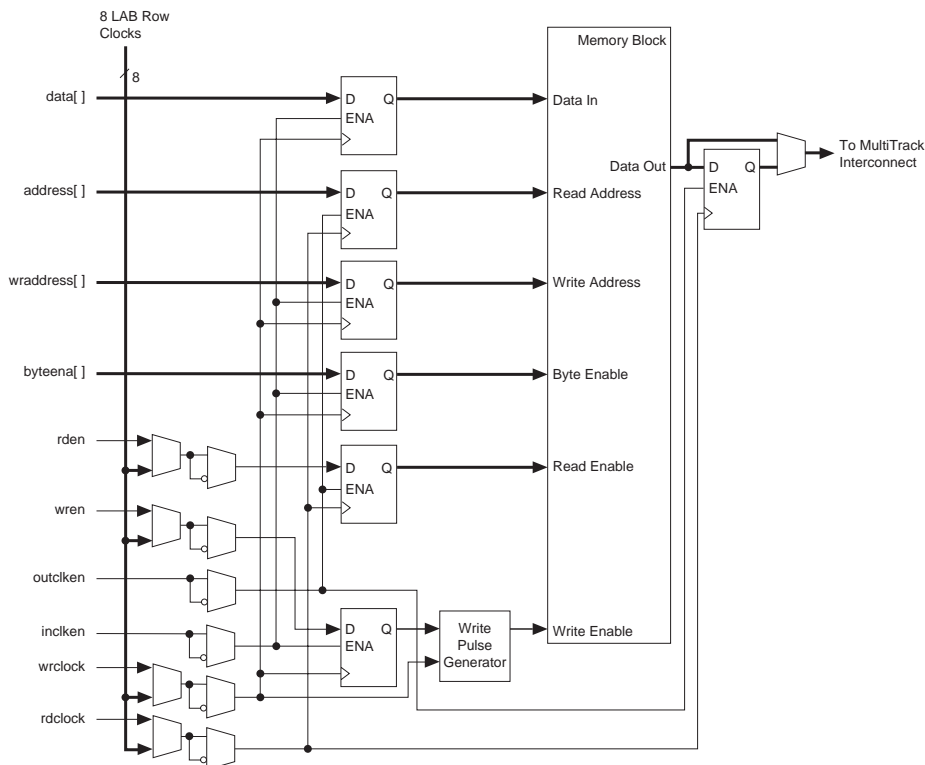 8 LAB Row
Clocks
8
Memory Block
data[ ]
D Q
ENA
Data In
To MultiTrack
Interconnect
Data Out
D Q
ENA
address[ ]
D Q
ENA
Read Address
wraddress[ ]
D Q
ENA
Write Address
byteena[ ]
D Q
ENA
Byte Enable
rden
D Q
ENA
Read Enable
wren
outclken
inclken
D Q
ENA
Write
Pulse
Generator
Write Enable
wrclock
rdclock